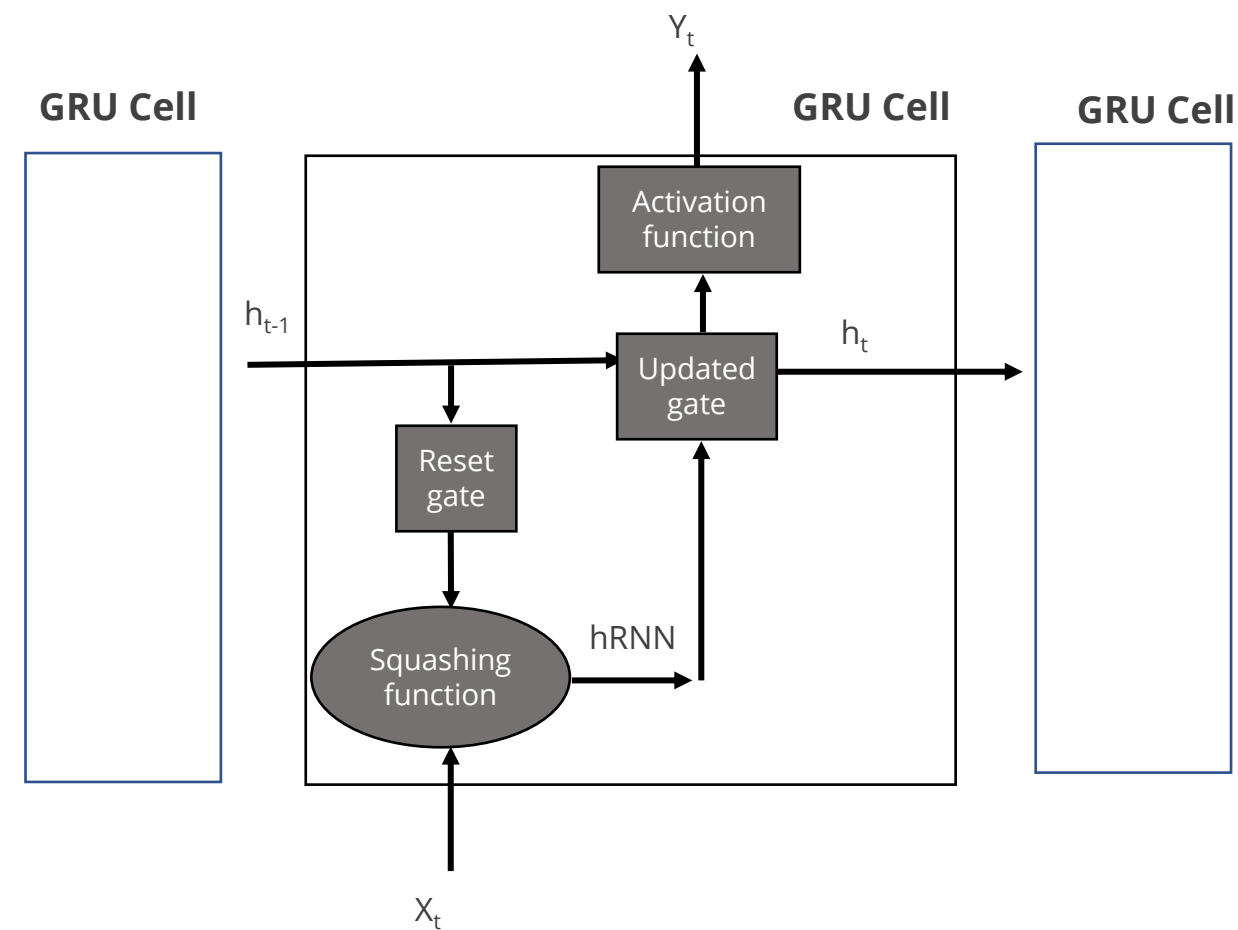 Yt
GRU Cell
GRU Cell
GRU Cell
Activation
function
ht-1
ht
Updated
gate
Reset
gate
hRNN
Squashing
function
Xt